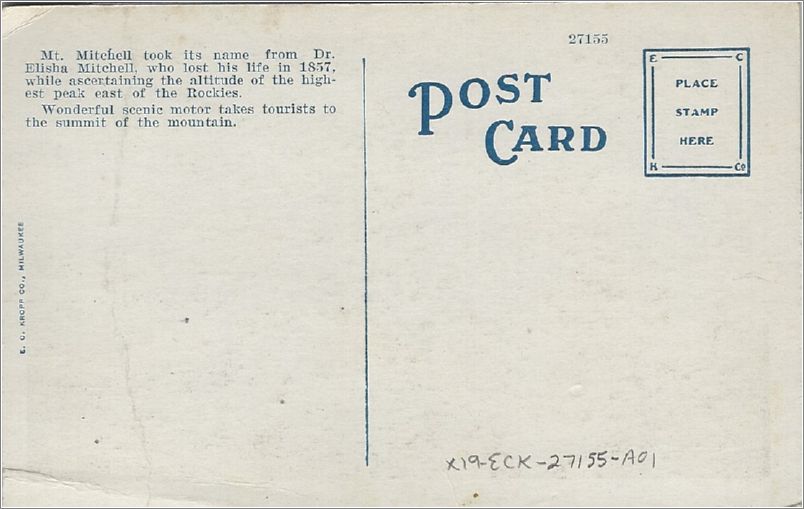 Mt. Mitchell took its name from Dr.
Elisha Mitchell, who lost his life in 1857,
while ascertaining the altitude of the high-
est peak east of the Rockies.
Wonderful scenic motor takes tourists to
the summit of the mountain.
E. C. KROPP CO., MILWAUKEE
27155
POST
CARD
E C
PLACE
STAMP
HERE
K Co
X19-ECK-27155-A01